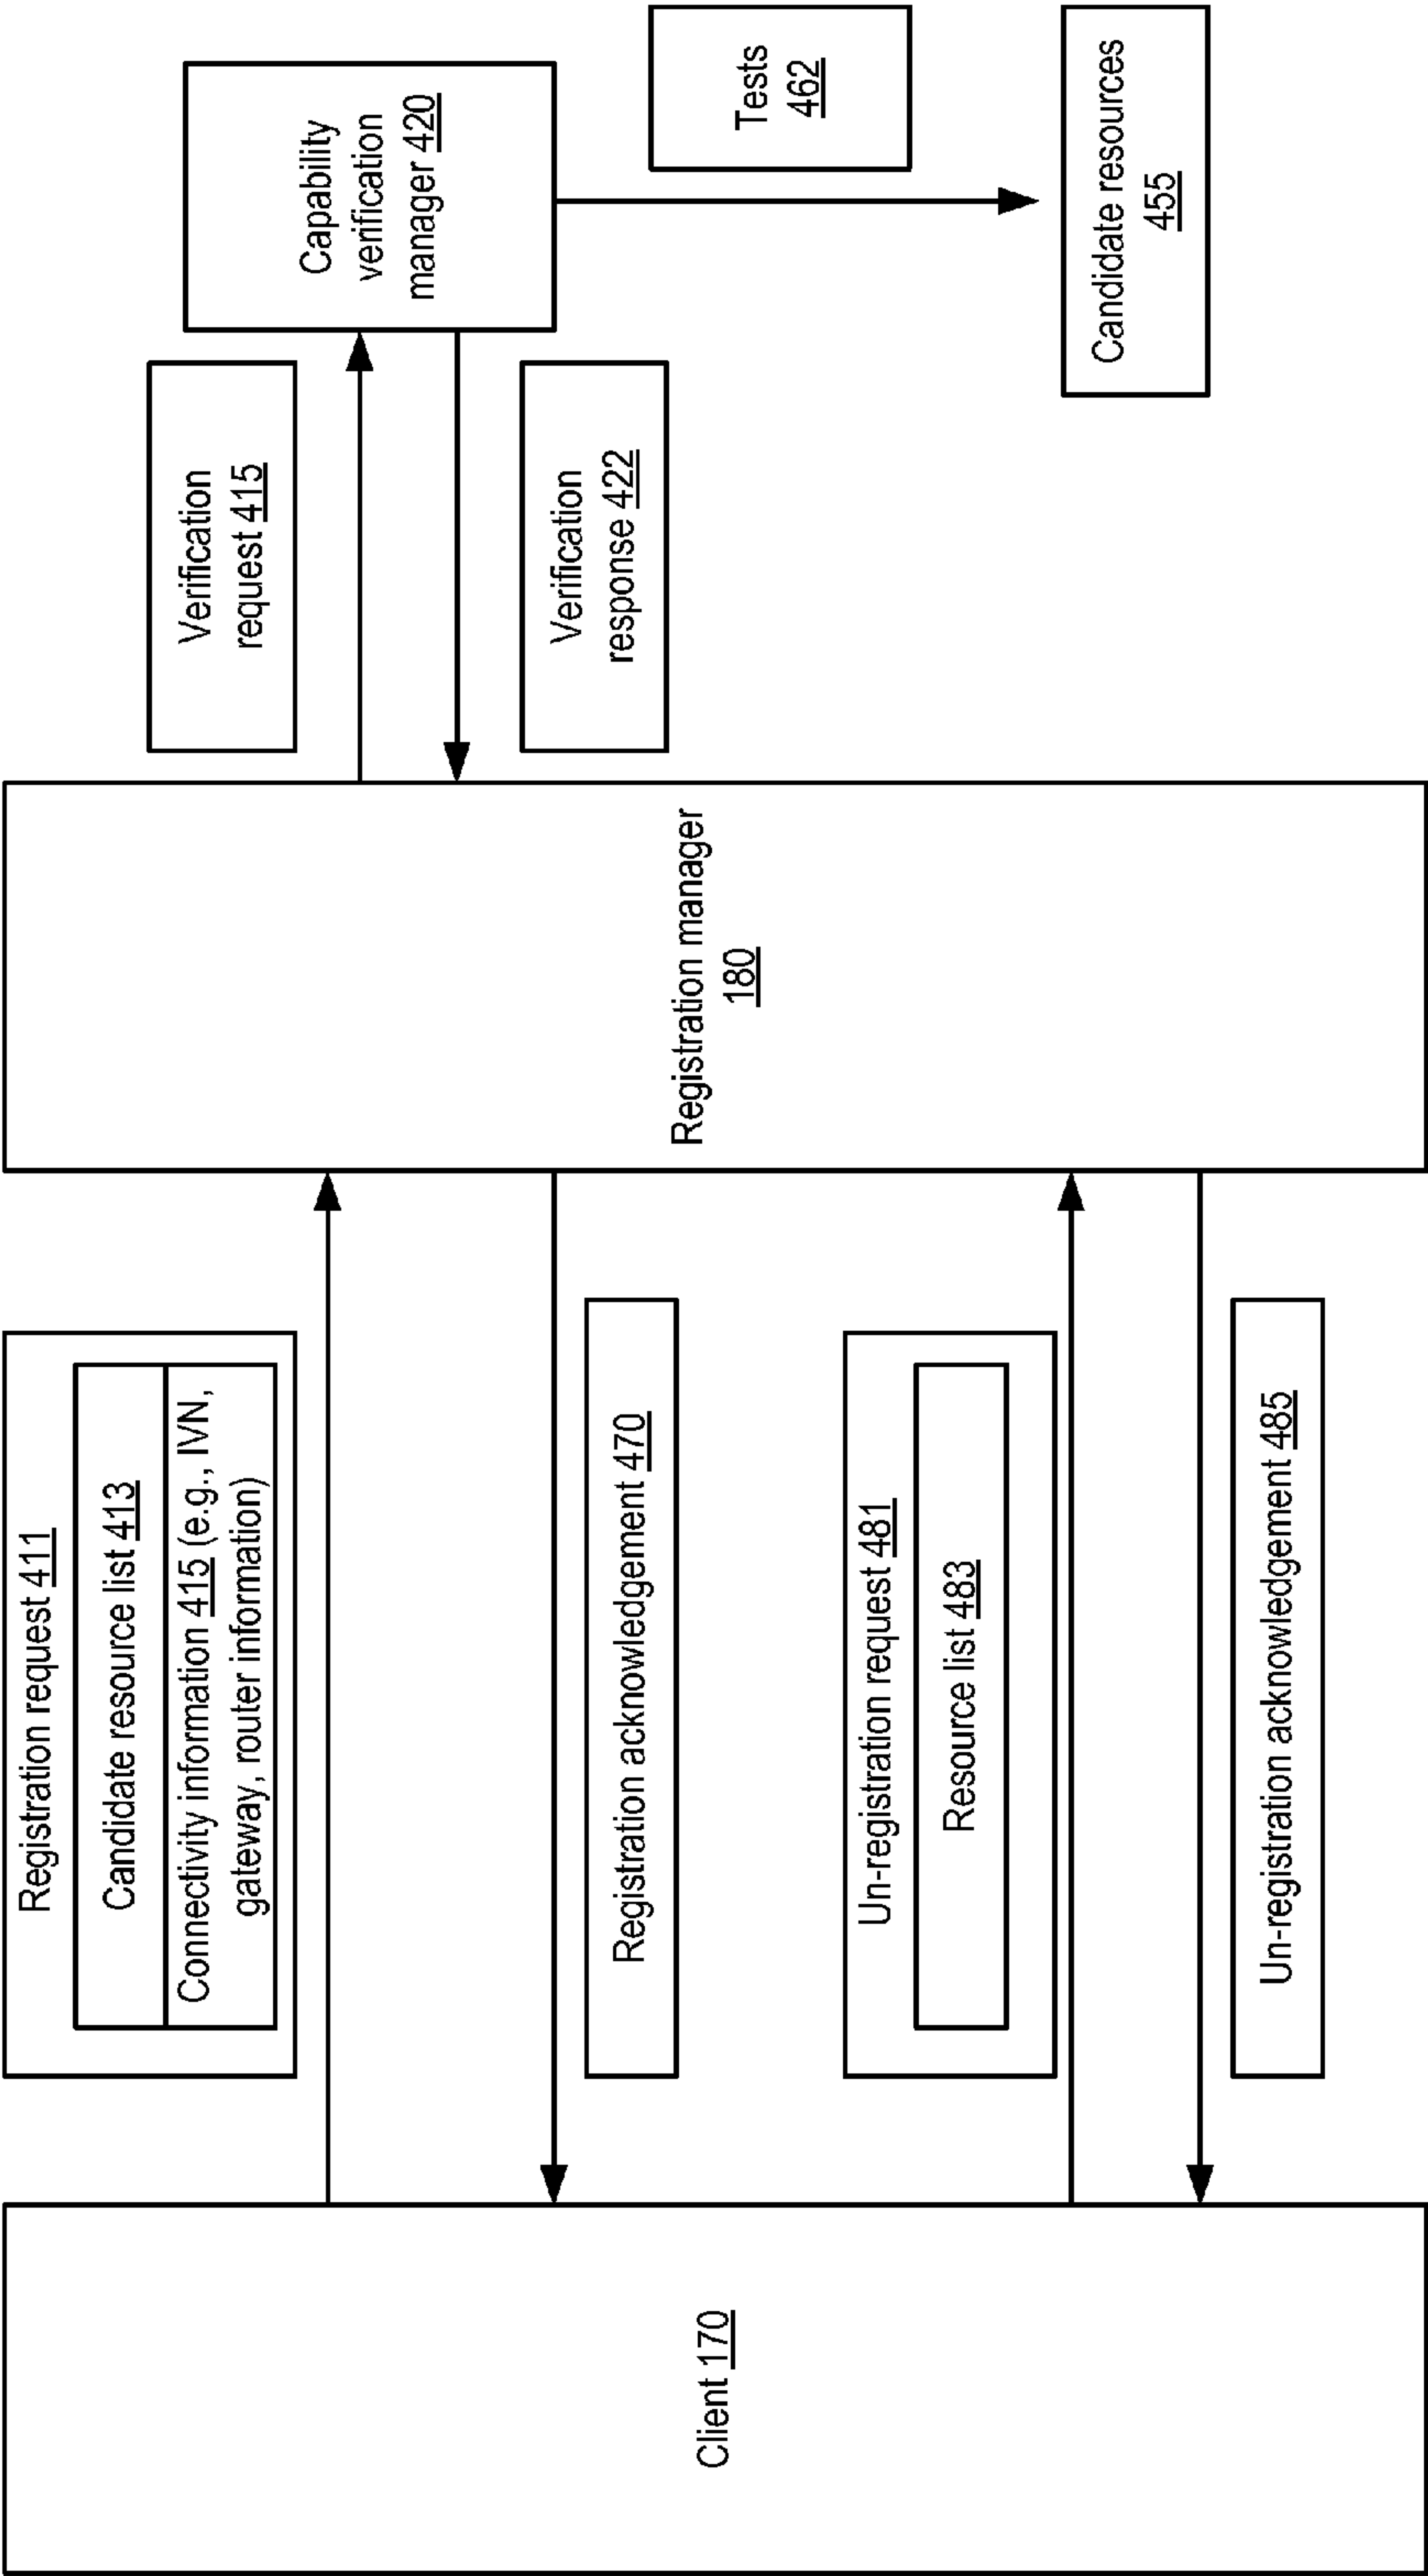 Client 170
Registration request 411
Candidate resource list 413
Connectivity information 415 (e.g., IVN,
gateway, router information)
Registration acknowledgement 470
Un-registration request 481
Resource list 483
Un-registration acknowledgement 485
Registration manager
180
Verification
request 415
Verification
response 422
Capability
verification
manager 420
Tests
462
Candidate resources
455